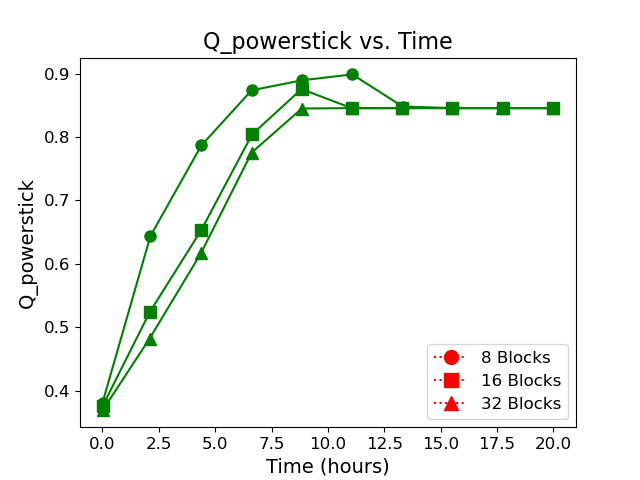 Q_powerstick vs. Time
0.9
0.8
0.7
0.6
0.5
0.4
Q_powerstick
8 Blocks
16 Blocks
32 Blocks
0.0 2.5 5.0 7.5 10.0 12.5 15.0 17.5 20.0
Time (hours)